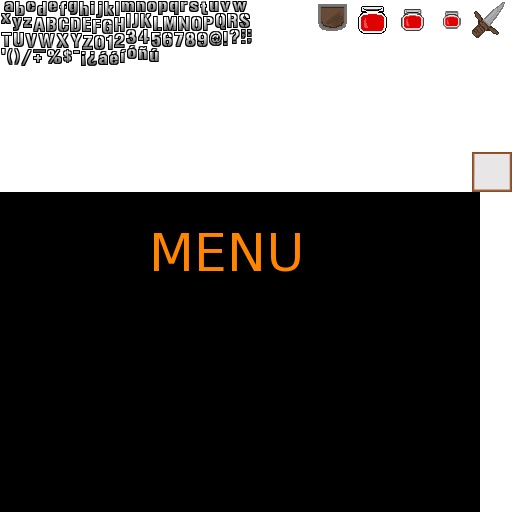 abcdefghijklmnopqrstuvw
xyzABCDEFGHIJKLMNOPQRS
TUVWXYZ0123456789@!?:;
'()/+%$¨¡¿áéíóñú
MENU